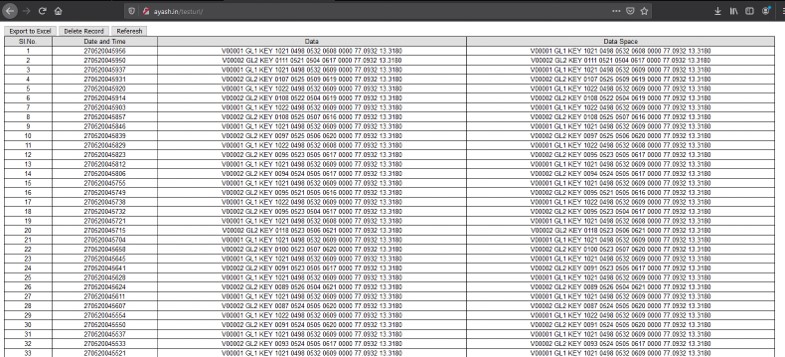 ayash.in/testurl/
Export to Excel Delete Record Referesh
Sl.No. Date and Time Data Data Space
1 270520045956 V00001 GL1 KEY 1021 0498 0532 0608 0000 77.0932 13.3180 V00001 GL1 KEY 1021 0498 0532 0608 0000 77.0932 13.3180
2 270520045950 V00002 GL2 KEY 0111 0521 0504 0617 0000 77.0932 13.3180 V00002 GL2 KEY 0111 0521 0504 0617 0000 77.0932 13.3180
3 270520045937 V00001 GL1 KEY 1021 0498 0532 0609 0000 77.0932 13.3180 V00001 GL1 KEY 1021 0498 0532 0609 0000 77.0932 13.3180
4 270520045931 V00002 GL2 KEY 0107 0525 0509 0619 0000 77.0932 13.3180 V00002 GL2 KEY 0107 0525 0509 0619 0000 77.0932 13.3180
5 270520045920 V00001 GL1 KEY 1022 0498 0532 0608 0000 77.0932 13.3180 V00001 GL1 KEY 1022 0498 0532 0608 0000 77.0932 13.3180
6 270520045914 V00002 GL2 KEY 0108 0522 0504 0619 0000 77.0932 13.3180 V00002 GL2 KEY 0108 0522 0504 0619 0000 77.0932 13.3180
7 270520045903 V00001 GL1 KEY 1022 0498 0532 0609 0000 77.0932 13.3180 V00001 GL1 KEY 1022 0498 0532 0609 0000 77.0932 13.3180
8 270520045857 V00002 GL2 KEY 0108 0525 0507 0616 0000 77.0932 13.3180 V00002 GL2 KEY 0108 0525 0507 0616 0000 77.0932 13.3180
9 270520045846 V00001 GL1 KEY 1021 0498 0532 0609 0000 77.0932 13.3180 V00001 GL1 KEY 1021 0498 0532 0609 0000 77.0932 13.3180
10 270520045839 V00002 GL2 KEY 0097 0525 0506 0620 0000 77.0932 13.3180 V00002 GL2 KEY 0097 0525 0506 0620 0000 77.0932 13.3180
11 270520045829 V00001 GL1 KEY 1022 0498 0532 0608 0000 77.0932 13.3180 V00001 GL1 KEY 1022 0498 0532 0608 0000 77.0932 13.3180
12 270520045823 V00002 GL2 KEY 0095 0523 0505 0617 0000 77.0932 13.3180 V00002 GL2 KEY 0095 0523 0505 0617 0000 77.0932 13.3180
13 270520045812 V00001 GL1 KEY 1021 0498 0532 0609 0000 77.0932 13.3180 V00001 GL1 KEY 1021 0498 0532 0609 0000 77.0932 13.3180
14 270520045806 V00002 GL2 KEY 0094 0524 0505 0617 0000 77.0932 13.3180 V00002 GL2 KEY 0094 0524 0505 0617 0000 77.0932 13.3180
15 270520045755 V00001 GL1 KEY 1021 0498 0532 0609 0000 77.0932 13.3180 V00001 GL1 KEY 1021 0498 0532 0609 0000 77.0932 13.3180
16 270520045749 V00002 GL2 KEY 0095 0521 0505 0616 0000 77.0932 13.3180 V00002 GL2 KEY 0095 0521 0505 0616 0000 77.0932 13.3180
17 270520045738 V00001 GL1 KEY 1022 0498 0532 0609 0000 77.0932 13.3180 V00001 GL1 KEY 1022 0498 0532 0609 0000 77.0932 13.3180
18 270520045732 V00002 GL2 KEY 0095 0523 0504 0617 0000 77.0932 13.3180 V00002 GL2 KEY 0095 0523 0504 0617 0000 77.0932 13.3180
19 270520045721 V00001 GL1 KEY 1021 0498 0532 0608 0000 77.0932 13.3180 V00001 GL1 KEY 1021 0498 0532 0608 0000 77.0932 13.3180
20 270520045715 V00002 GL2 KEY 0118 0523 0506 0621 0000 77.0932 13.3180 V00002 GL2 KEY 0118 0523 0506 0621 0000 77.0932 13.3180
21 270520045704 V00001 GL1 KEY 1021 0498 0532 0609 0000 77.0932 13.3180 V00001 GL1 KEY 1021 0498 0532 0609 0000 77.0932 13.3180
22 270520045658 V00002 GL2 KEY 0100 0523 0507 0620 0000 77.0932 13.3180 V00002 GL2 KEY 0100 0523 0507 0620 0000 77.0932 13.3180
23 270520045645 V00001 GL1 KEY 1021 0498 0532 0609 0000 77.0932 13.3180 V00001 GL1 KEY 1021 0498 0532 0609 0000 77.0932 13.3180
24 270520045641 V00002 GL2 KEY 0091 0523 0505 0617 0000 77.0932 13.3180 V00002 GL2 KEY 0091 0523 0505 0617 0000 77.0932 13.3180
25 270520045628 V00001 GL1 KEY 1021 0498 0532 0609 0000 77.0932 13.3180 V00001 GL1 KEY 1021 0498 0532 0609 0000 77.0932 13.3180
26 270520045624 V00002 GL2 KEY 0089 0526 0504 0621 0000 77.0932 13.3180 V00002 GL2 KEY 0089 0526 0504 0621 0000 77.0932 13.3180
27 270520045611 V00001 GL1 KEY 1021 0498 0532 0609 0000 77.0932 13.3180 V00001 GL1 KEY 1021 0498 0532 0609 0000 77.0932 13.3180
28 270520045607 V00002 GL2 KEY 0087 0524 0505 0616 0000 77.0932 13.3180 V00002 GL2 KEY 0087 0524 0505 0616 0000 77.0932 13.3180
29 270520045554 V00001 GL1 KEY 1022 0498 0532 0609 0000 77.0932 13.3180 V00001 GL1 KEY 1022 0498 0532 0609 0000 77.0932 13.3180
30 270520045550 V00002 GL2 KEY 0091 0524 0505 0620 0000 77.0932 13.3180 V00002 GL2 KEY 0091 0524 0505 0620 0000 77.0932 13.3180
31 270520045537 V00001 GL1 KEY 1021 0498 0532 0609 0000 77.0932 13.3180 V00001 GL1 KEY 1021 0498 0532 0609 0000 77.0932 13.3180
32 270520045533 V00002 GL2 KEY 0091 0523 0505 0617 0000 77.0932 13.3180 V00002 GL2 KEY 0091 0523 0505 0617 0000 77.0932 13.3180
33 270520045521 V00001 GL1 KEY 1021 0498 0532 0609 0000 77.0932 13.3180 V00001 GL1 KEY 1021 0498 0532 0609 0000 77.0932 13.3180